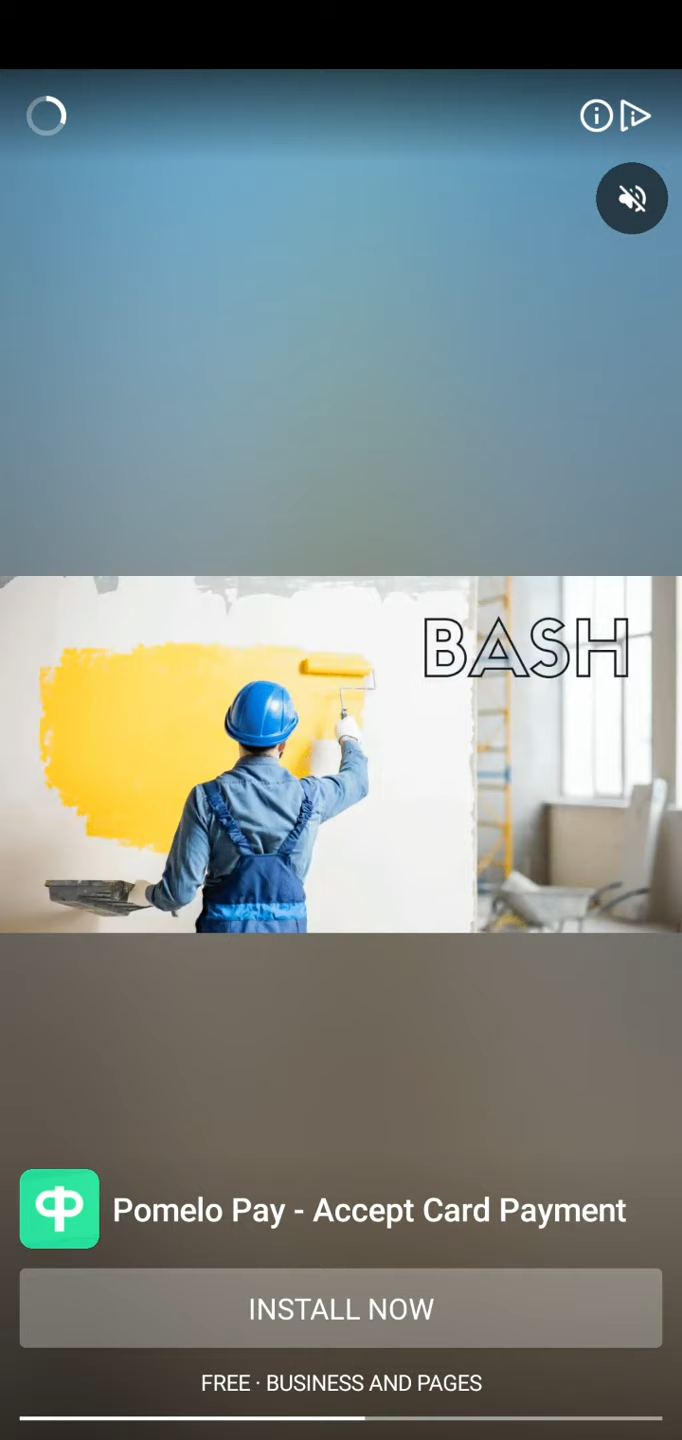 BASH
Pomelo Pay - Accept Card Payment
INSTALL NOW
FREE · BUSINESS AND PAGES